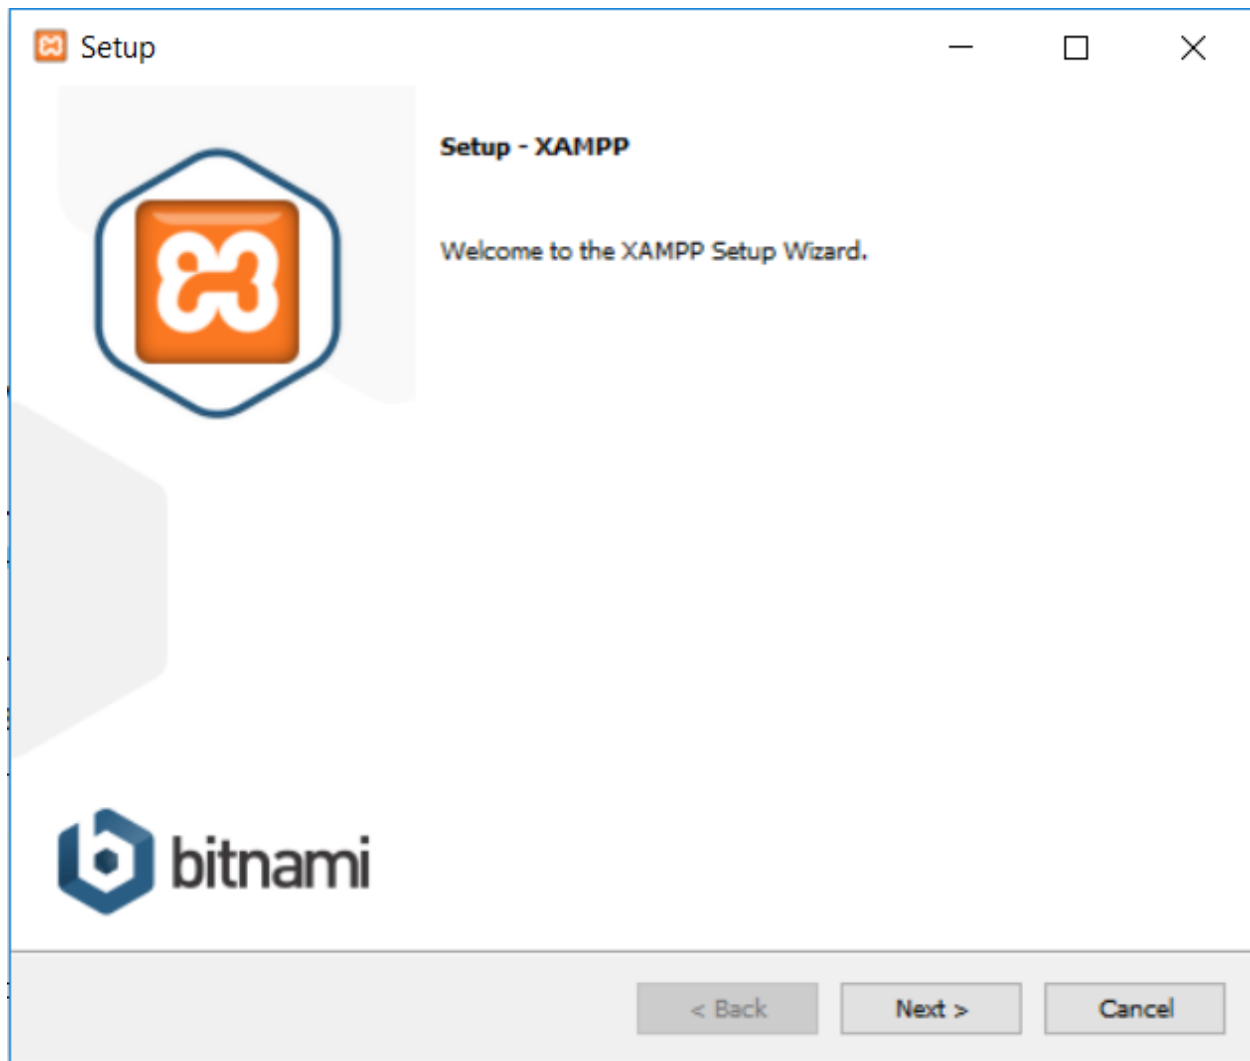 Setup
Setup - XAMPP
Welcome to the XAMPP Setup Wizard.
bitnami
< Back
Next >
Cancel